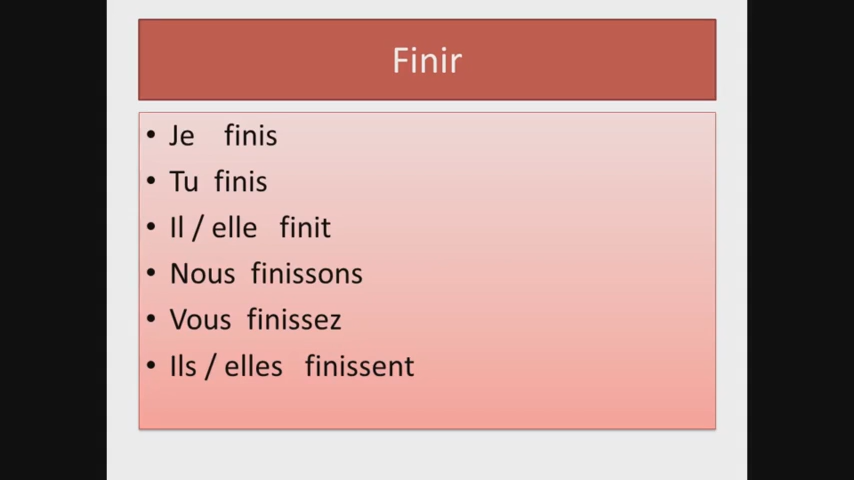 Finir
• Je finis
• Tu finis
• Il / elle finit
• Nous finissons
• Vous finissez
• Ils / elles finissent